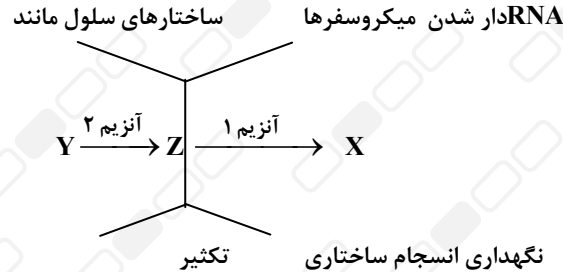 RNAدار شدن میکروسفرها ساختارهای سلول مانند
Y آنزیم ۲ Z آنزیم ۱ X
نگهداری انسجام ساختاری تکثیر